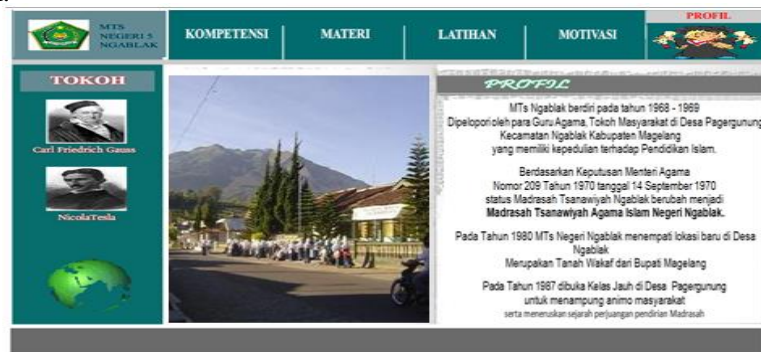 MTS
NEGERI 5
NGABLAK
KOMPETENSI
MATERI
LATIHAN
MOTIVASI
PROFIL
TOKOH
Carl Friedrich Gauss
NicolaTesla
PROFIL
MTs Ngablak berdiri pada tahun 1968 - 1969
Dipelopori oleh para Guru Agama, Tokoh Masyarakat di Desa Pagergunung
Kecamatan Ngablak Kabupaten Magelang
yang memiliki kepedulian terhadap Pendidikan Islam.
Berdasarkan Keputusan Menteri Agama
Nomor 209 Tahun 1970 tanggal 14 September 1970
status Madrasah Tsanawiyah Ngablak berubah menjadi
Madrasah Tsanawiyah Agama Islam Negeri Ngablak.
Pada Tahun 1980 MTs Negeri Ngablak menempati lokasi baru di Desa
Ngablak
Merupakan Tanah Wakaf dari Bupati Magelang
Pada Tahun 1987 dibuka Kelas Jauh di Desa Pagergunung
untuk menampung animo masyarakat
serta meneruskan sejarah perjuangan pendirian Madrasah